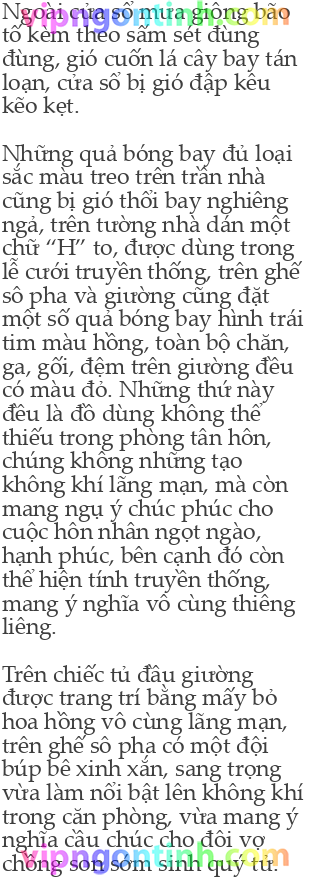 Ngoài cửa sổ mưa giông bão
vipngontinh.com
tố kèm theo sấm sét đùng
đùng, gió cuốn lá cây bay tán
loạn, cửa sổ bị gió đập kêu
kẽo kẹt.

Những quả bóng bay đủ loại
sắc màu treo trên trần nhà
cũng bị gió thổi bay nghiêng
ngả, trên tường nhà dán một
chữ “H” to, được dùng trong
lễ cưới truyền thống, trên ghế
sô pha và giường cũng đặt
một số quả bóng bay hình trái
tim màu hồng, toàn bộ chăn,
ga, gối, đệm trên giường đều
có màu đỏ. Những thứ này
đều là đồ dùng không thể
thiếu trong phòng tân hôn,
chúng không những tạo
không khí lãng mạn, mà còn
mang ngụ ý chúc phúc cho
cuộc hôn nhân ngọt ngào,
hạnh phúc, bên cạnh đó còn
thể hiện tính truyền thống,
mang ý nghĩa vô cùng thiêng
liêng.

Trên chiếc tủ đầu giường
được trang trí bằng mấy bỏ
hoa hồng vô cùng lãng mạn,
trên ghế sô pha có một đội
búp bê xinh xắn, sang trọng
vừa làm nổi bật lên không khí
trong căn phòng, vừa mang ý
nghĩa cầu chúc cho đôi vợ
chồng son sớm sinh quý tử.
vipngontinh.com